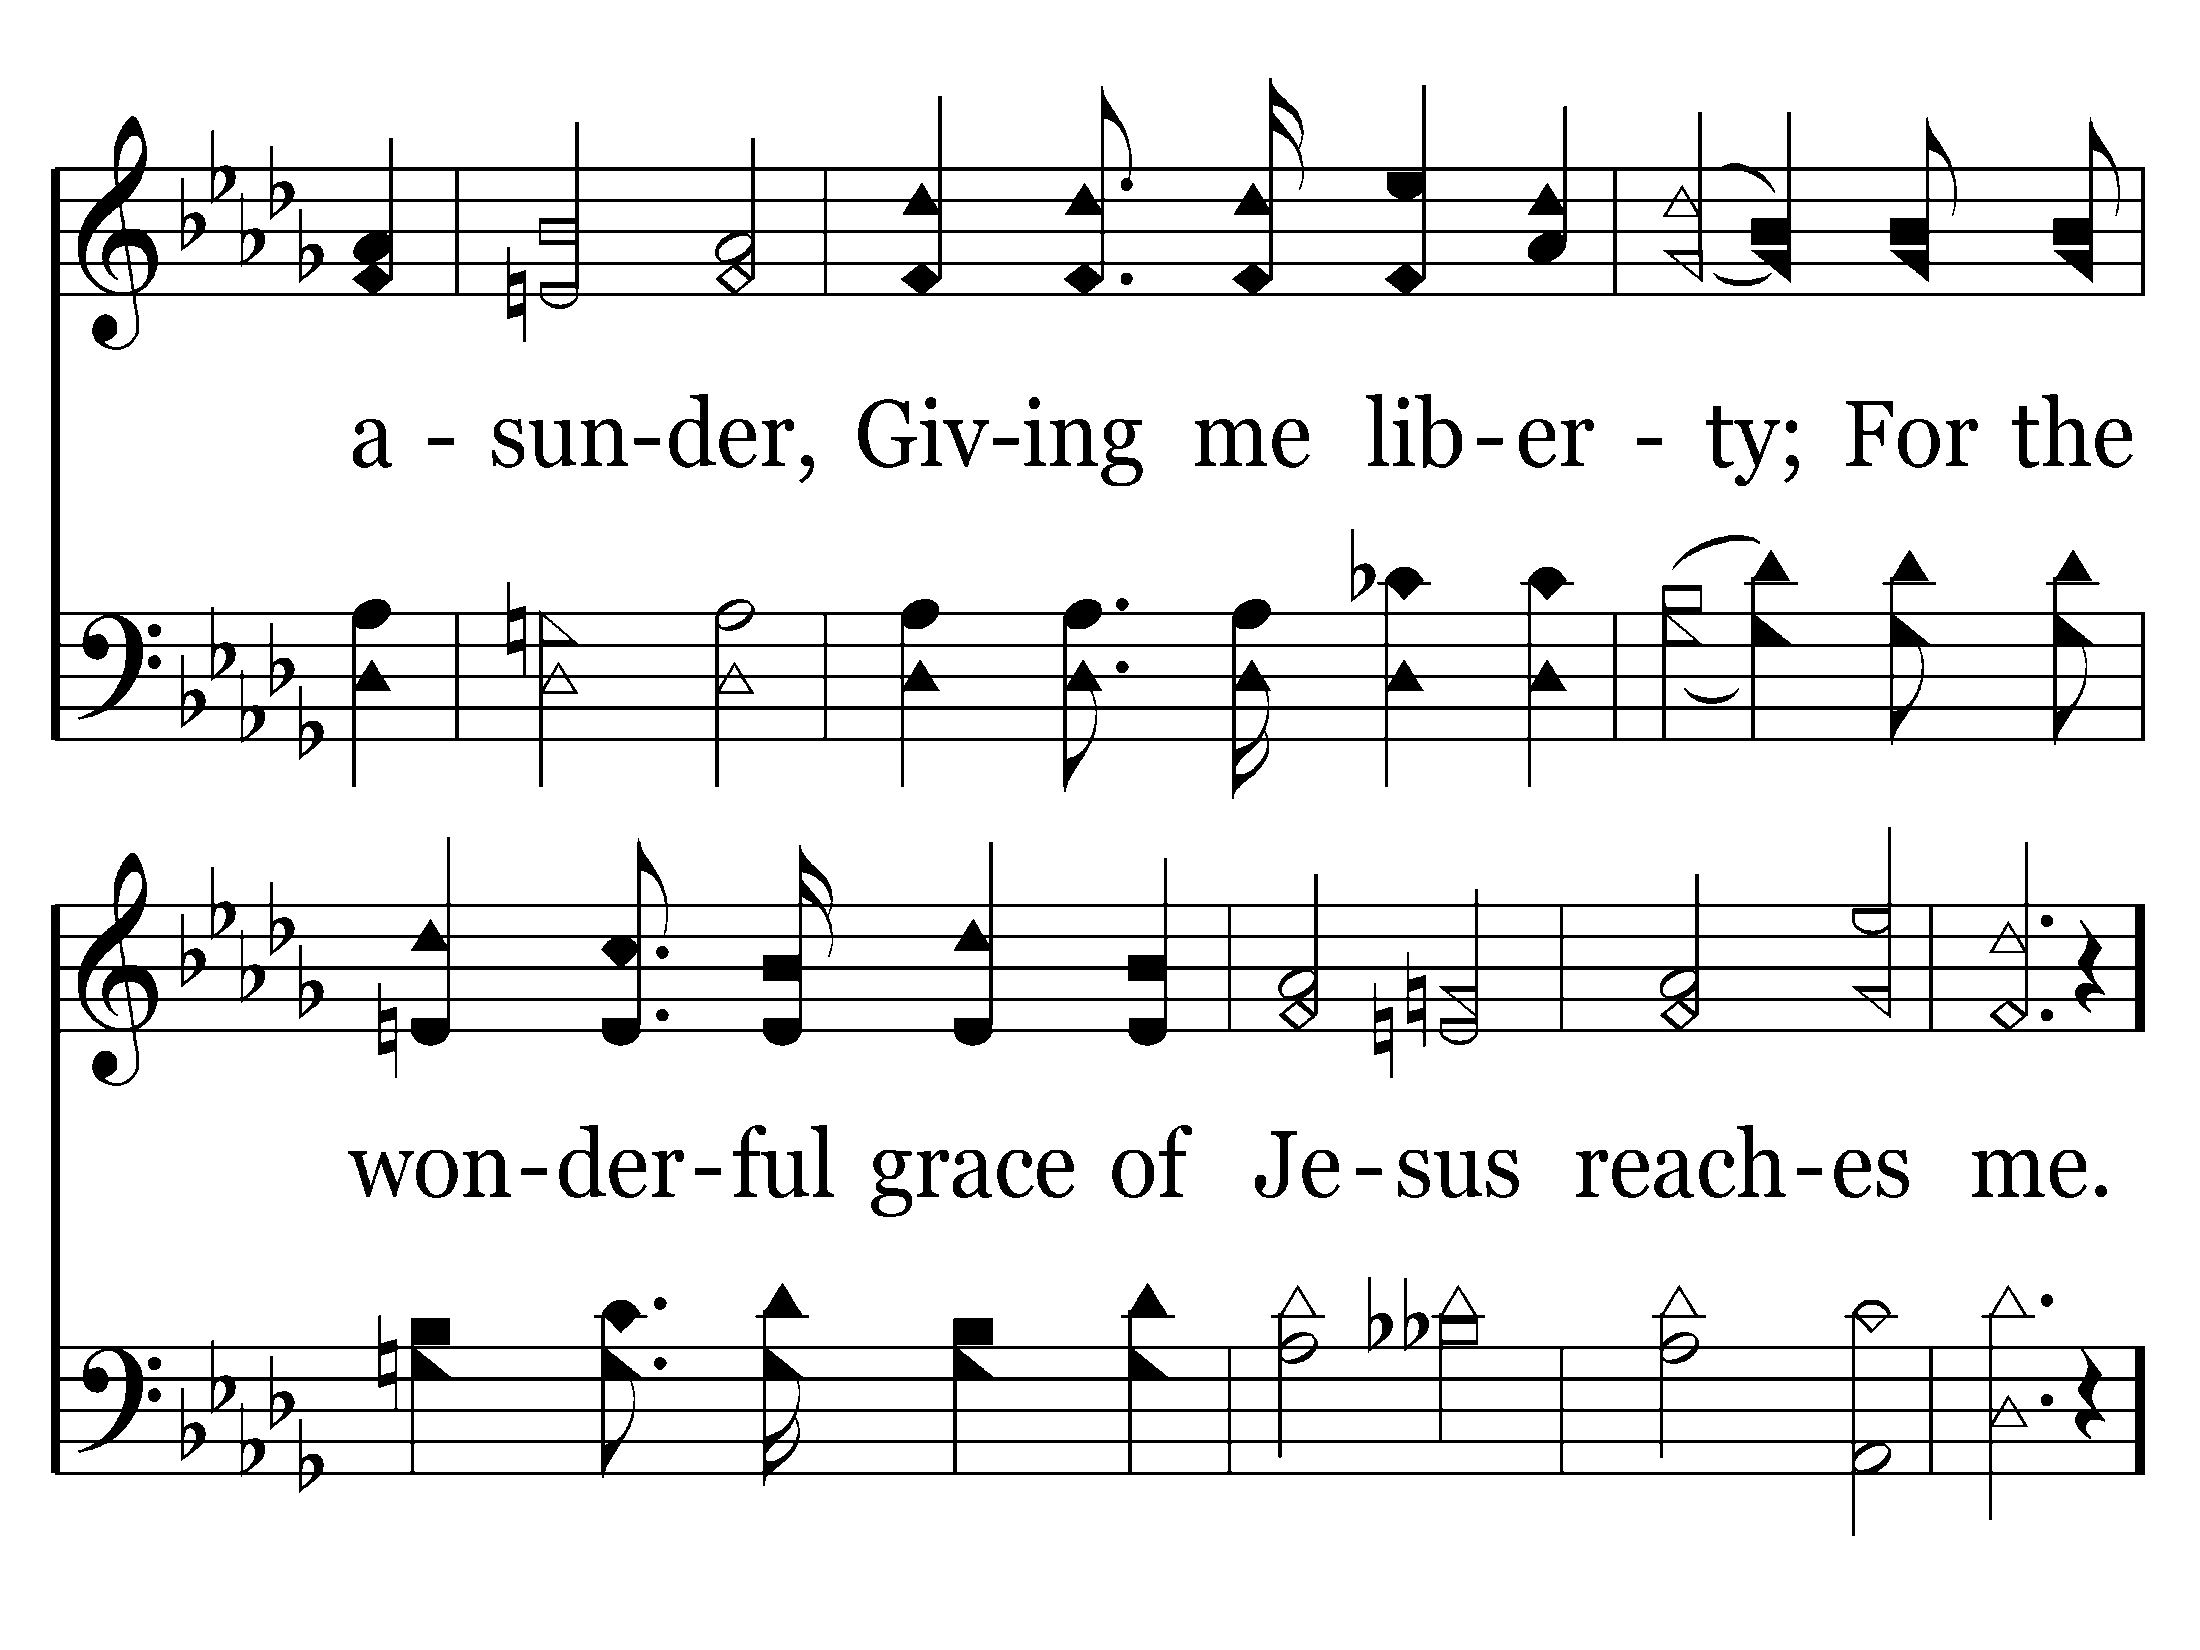 a - sun-der, Giv-ing me lib-er - ty; For the
won-der-ful grace of Je-sus reach-es me.